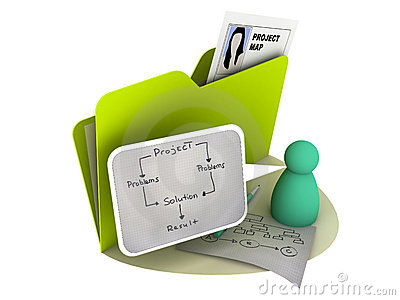 PROJECT
MAP
Project
Problems Problems
Solution
Result
A B C
© dreamstime.com